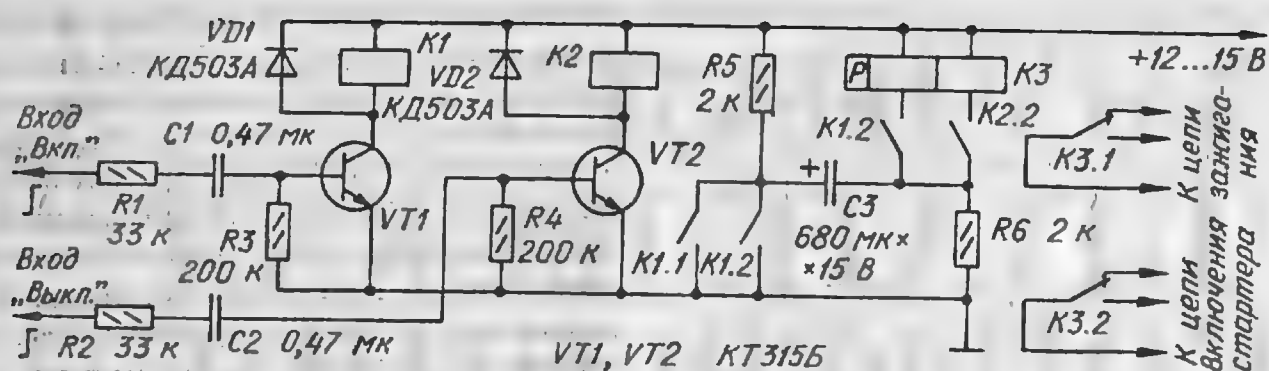 VD1
КД503А
K1
VD2
КД503А
K2
R5
2 к
P
K3
+12...15 В
Вход
„Вкл."
C1 0,47 мк
R1
33 к
VT1
R3
200 к
VT2
R4
200 к
K1.1
K1.2
C3
680 мк×
×15 В
+
K1.2
K2.2
R6 2 к
K3.1
К цепи
зажига-
ния
Вход
„Выкл."
R2 33 к
C2 0,47 мк
VT1, VT2 КТ315Б
K3.2
К цепи
включения
стартера